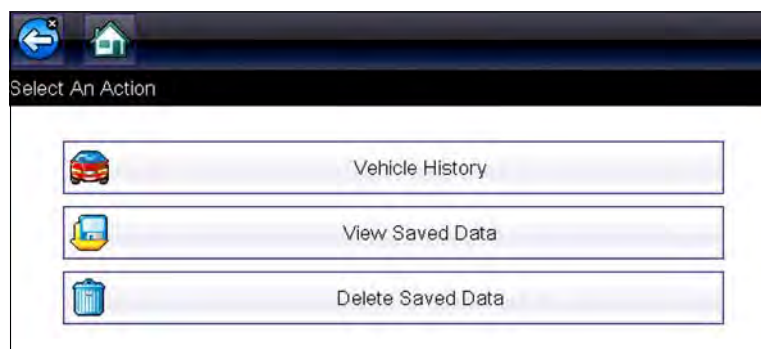 Select An Action
Vehicle History
View Saved Data
Delete Saved Data